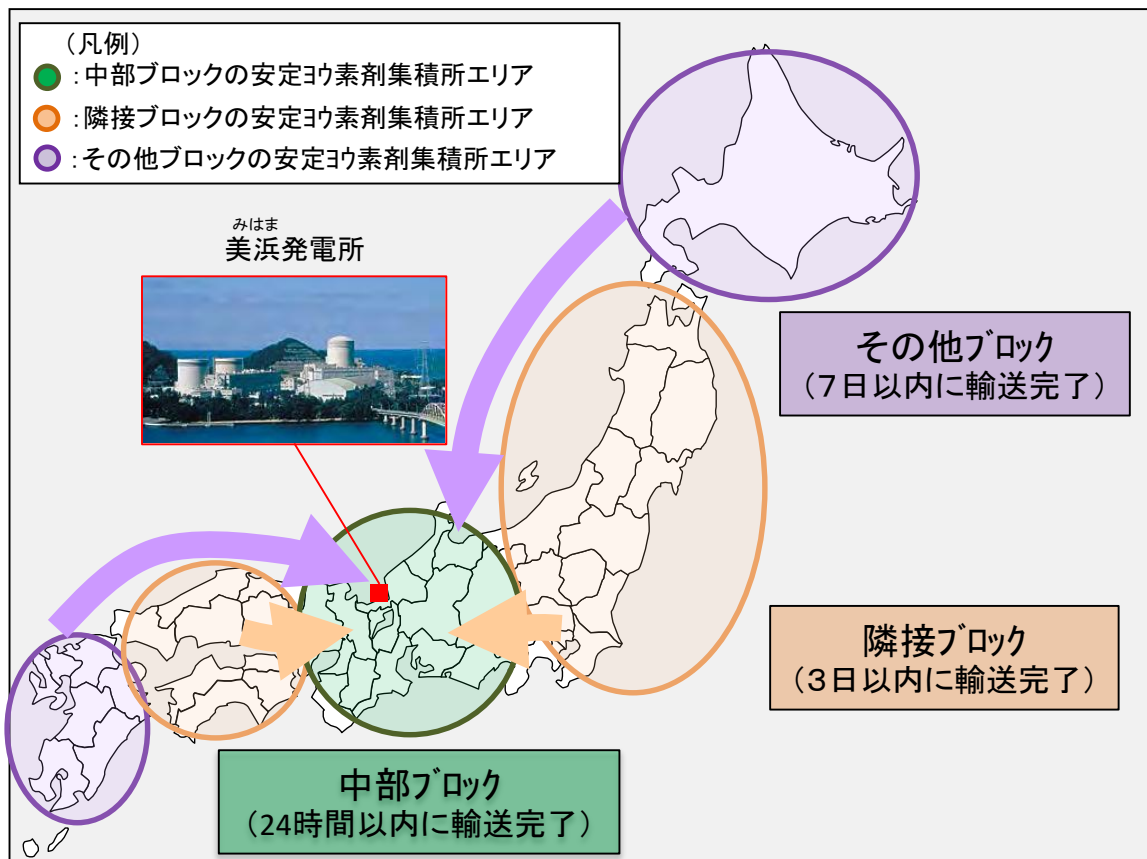 （凡例）
：中部ブロックの安定ﾖｳ素剤集積所エリア
：隣接ブロックの安定ﾖｳ素剤集積所エリア
：その他ブロックの安定ﾖｳ素剤集積所エリア
みはま
美浜発電所
その他ﾌﾞﾛｯｸ
（７日以内に輸送完了）
隣接ﾌﾞﾛｯｸ
（３日以内に輸送完了）
中部ﾌﾞﾛｯｸ
（24時間以内に輸送完了）